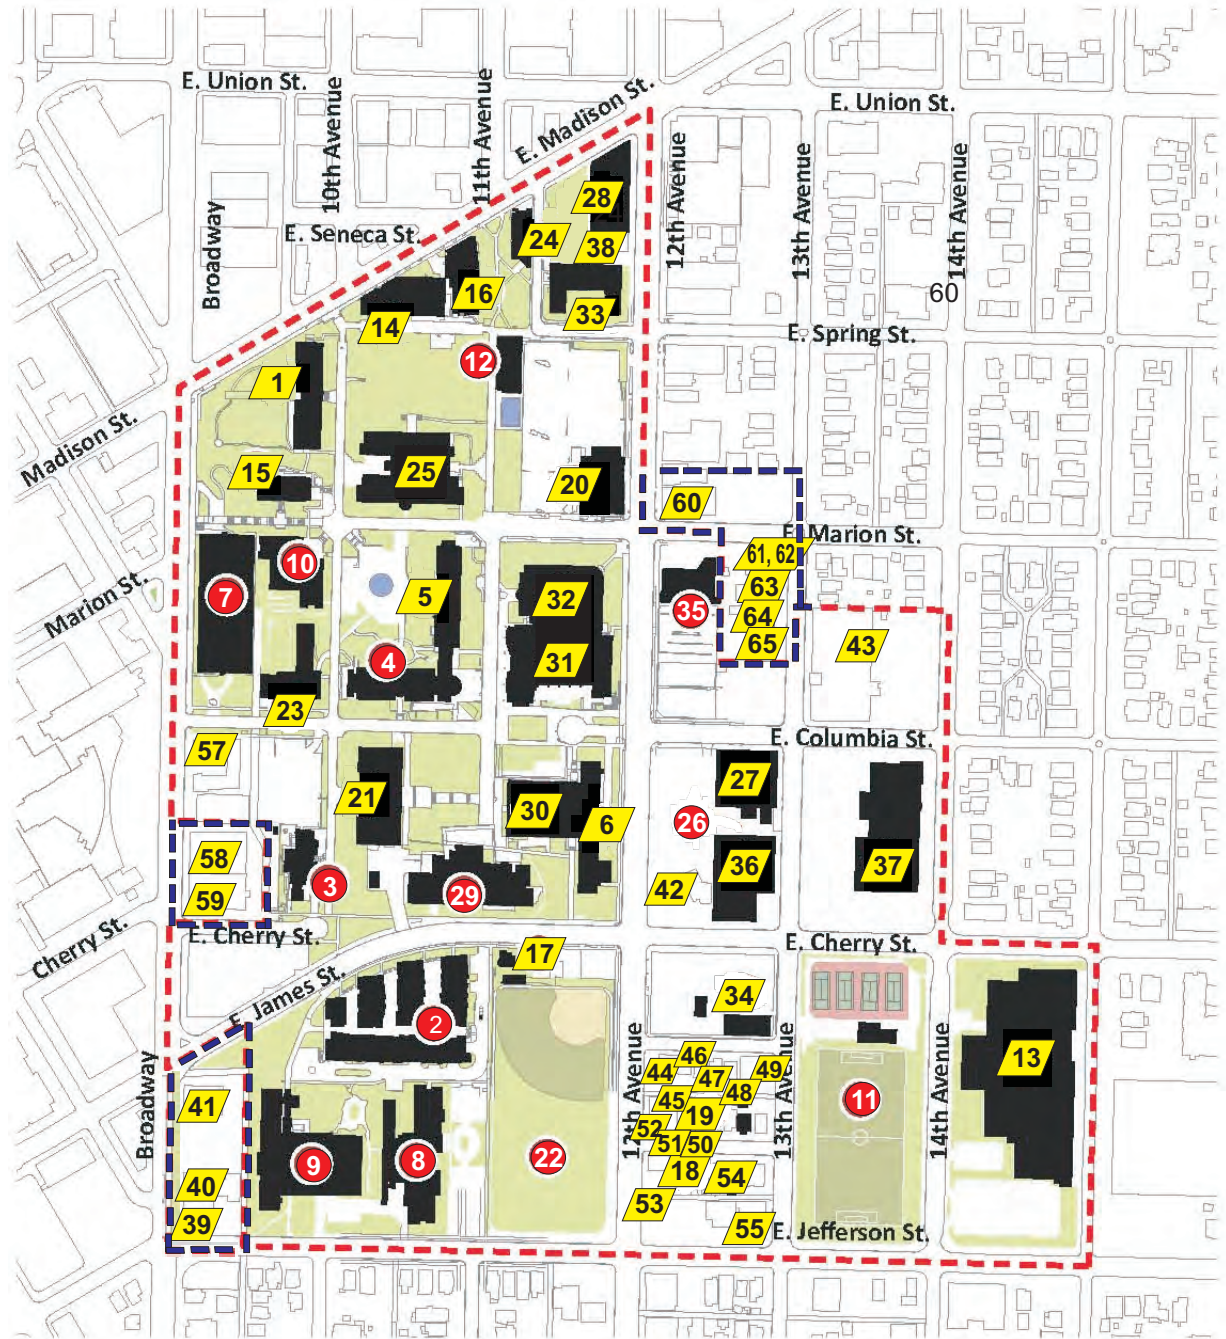 E. Union St.
E. Union St.
10th Avenue
11th Avenue
E. Madison St.
12th Avenue
13th Avenue
14th Avenue
Broadway
E. Seneca St.
28
24
38
16
60
33
14
E. Spring St.
12
1
Madison St.
15
25
20
60
E. Marion St.
61, 62
10
7
5
32
63
35
64
65
Marion St.
4
31
43
23
57
E. Columbia St.
27
21
30
6
26
58
36
37
3
29
42
59
E. Cherry St.
Cherry St.
E. Cherry St.
17
E. James St.
34
2
12th Avenue
13th Avenue
14th Avenue
Broadway
46
44
47
49
13
48
45
19
41
11
52
51
50
9
8
22
18
54
40
53
39
55
E. Jefferson St.